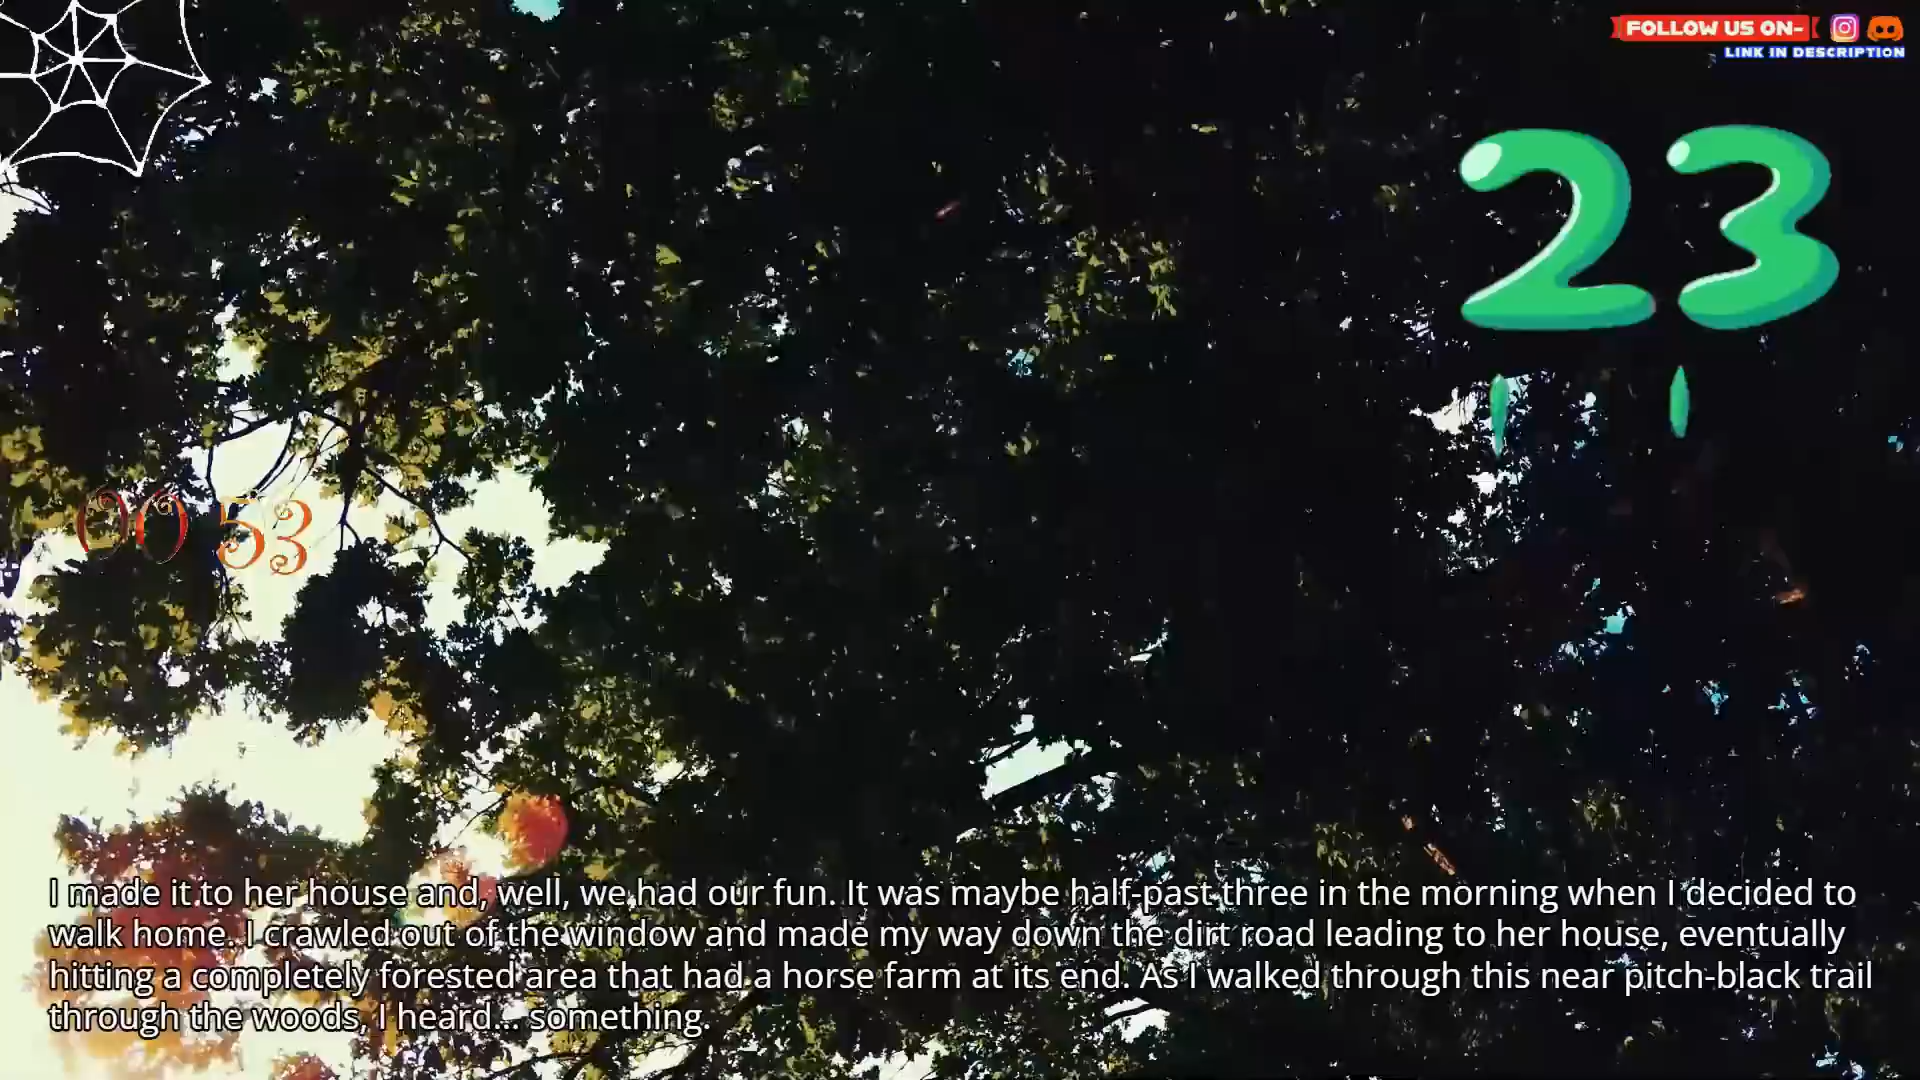 FOLLOW US ON-
LINK IN DESCRIPTION
23
00 53
I made it to her house and, well, we had our fun. It was maybe half-past three in the morning when I decided to
walk home. I crawled out of the window and made my way down the dirt road leading to her house, eventually
hitting a completely forested area that had a horse farm at its end. As I walked through this near pitch-black trail
through the woods, I heard... something.